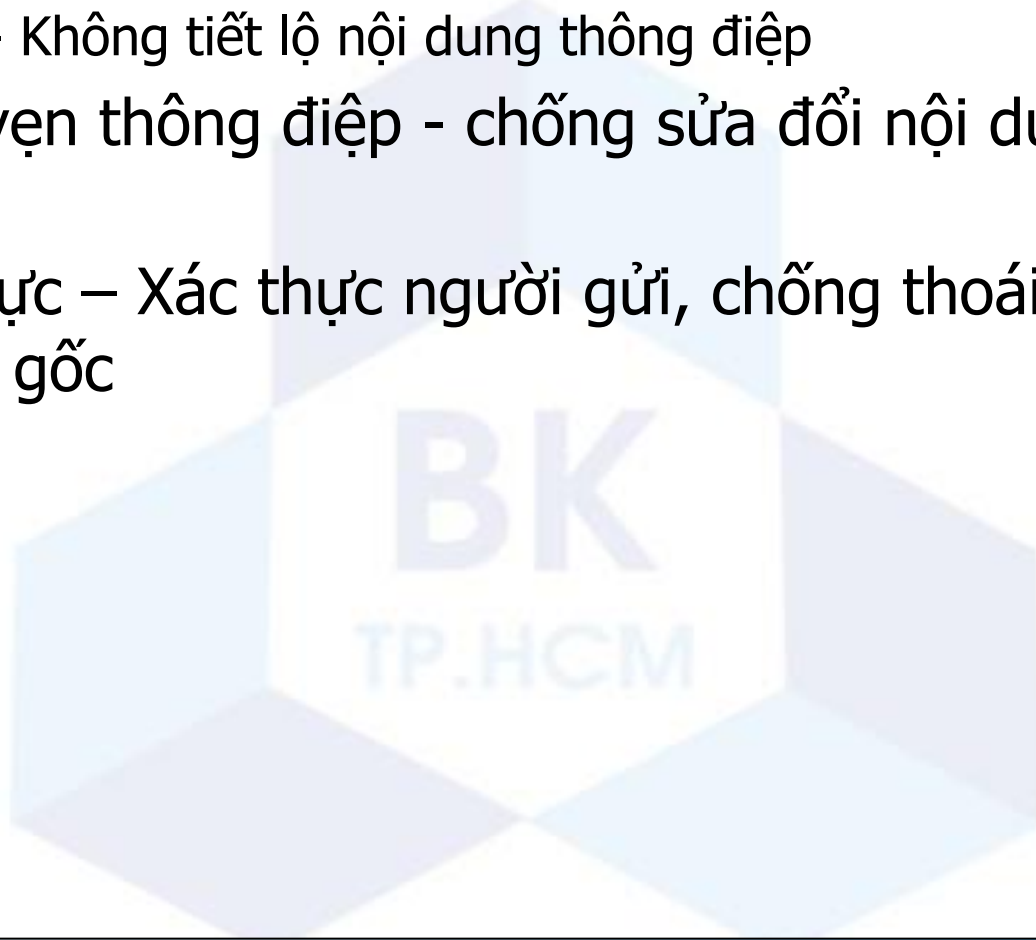 - Không tiết lộ nội dung thông điệp
vẹn thông điệp - chống sửa đổi nội
ực – Xác thực người gửi, chống thoái
gốc
BK
TP.HCM